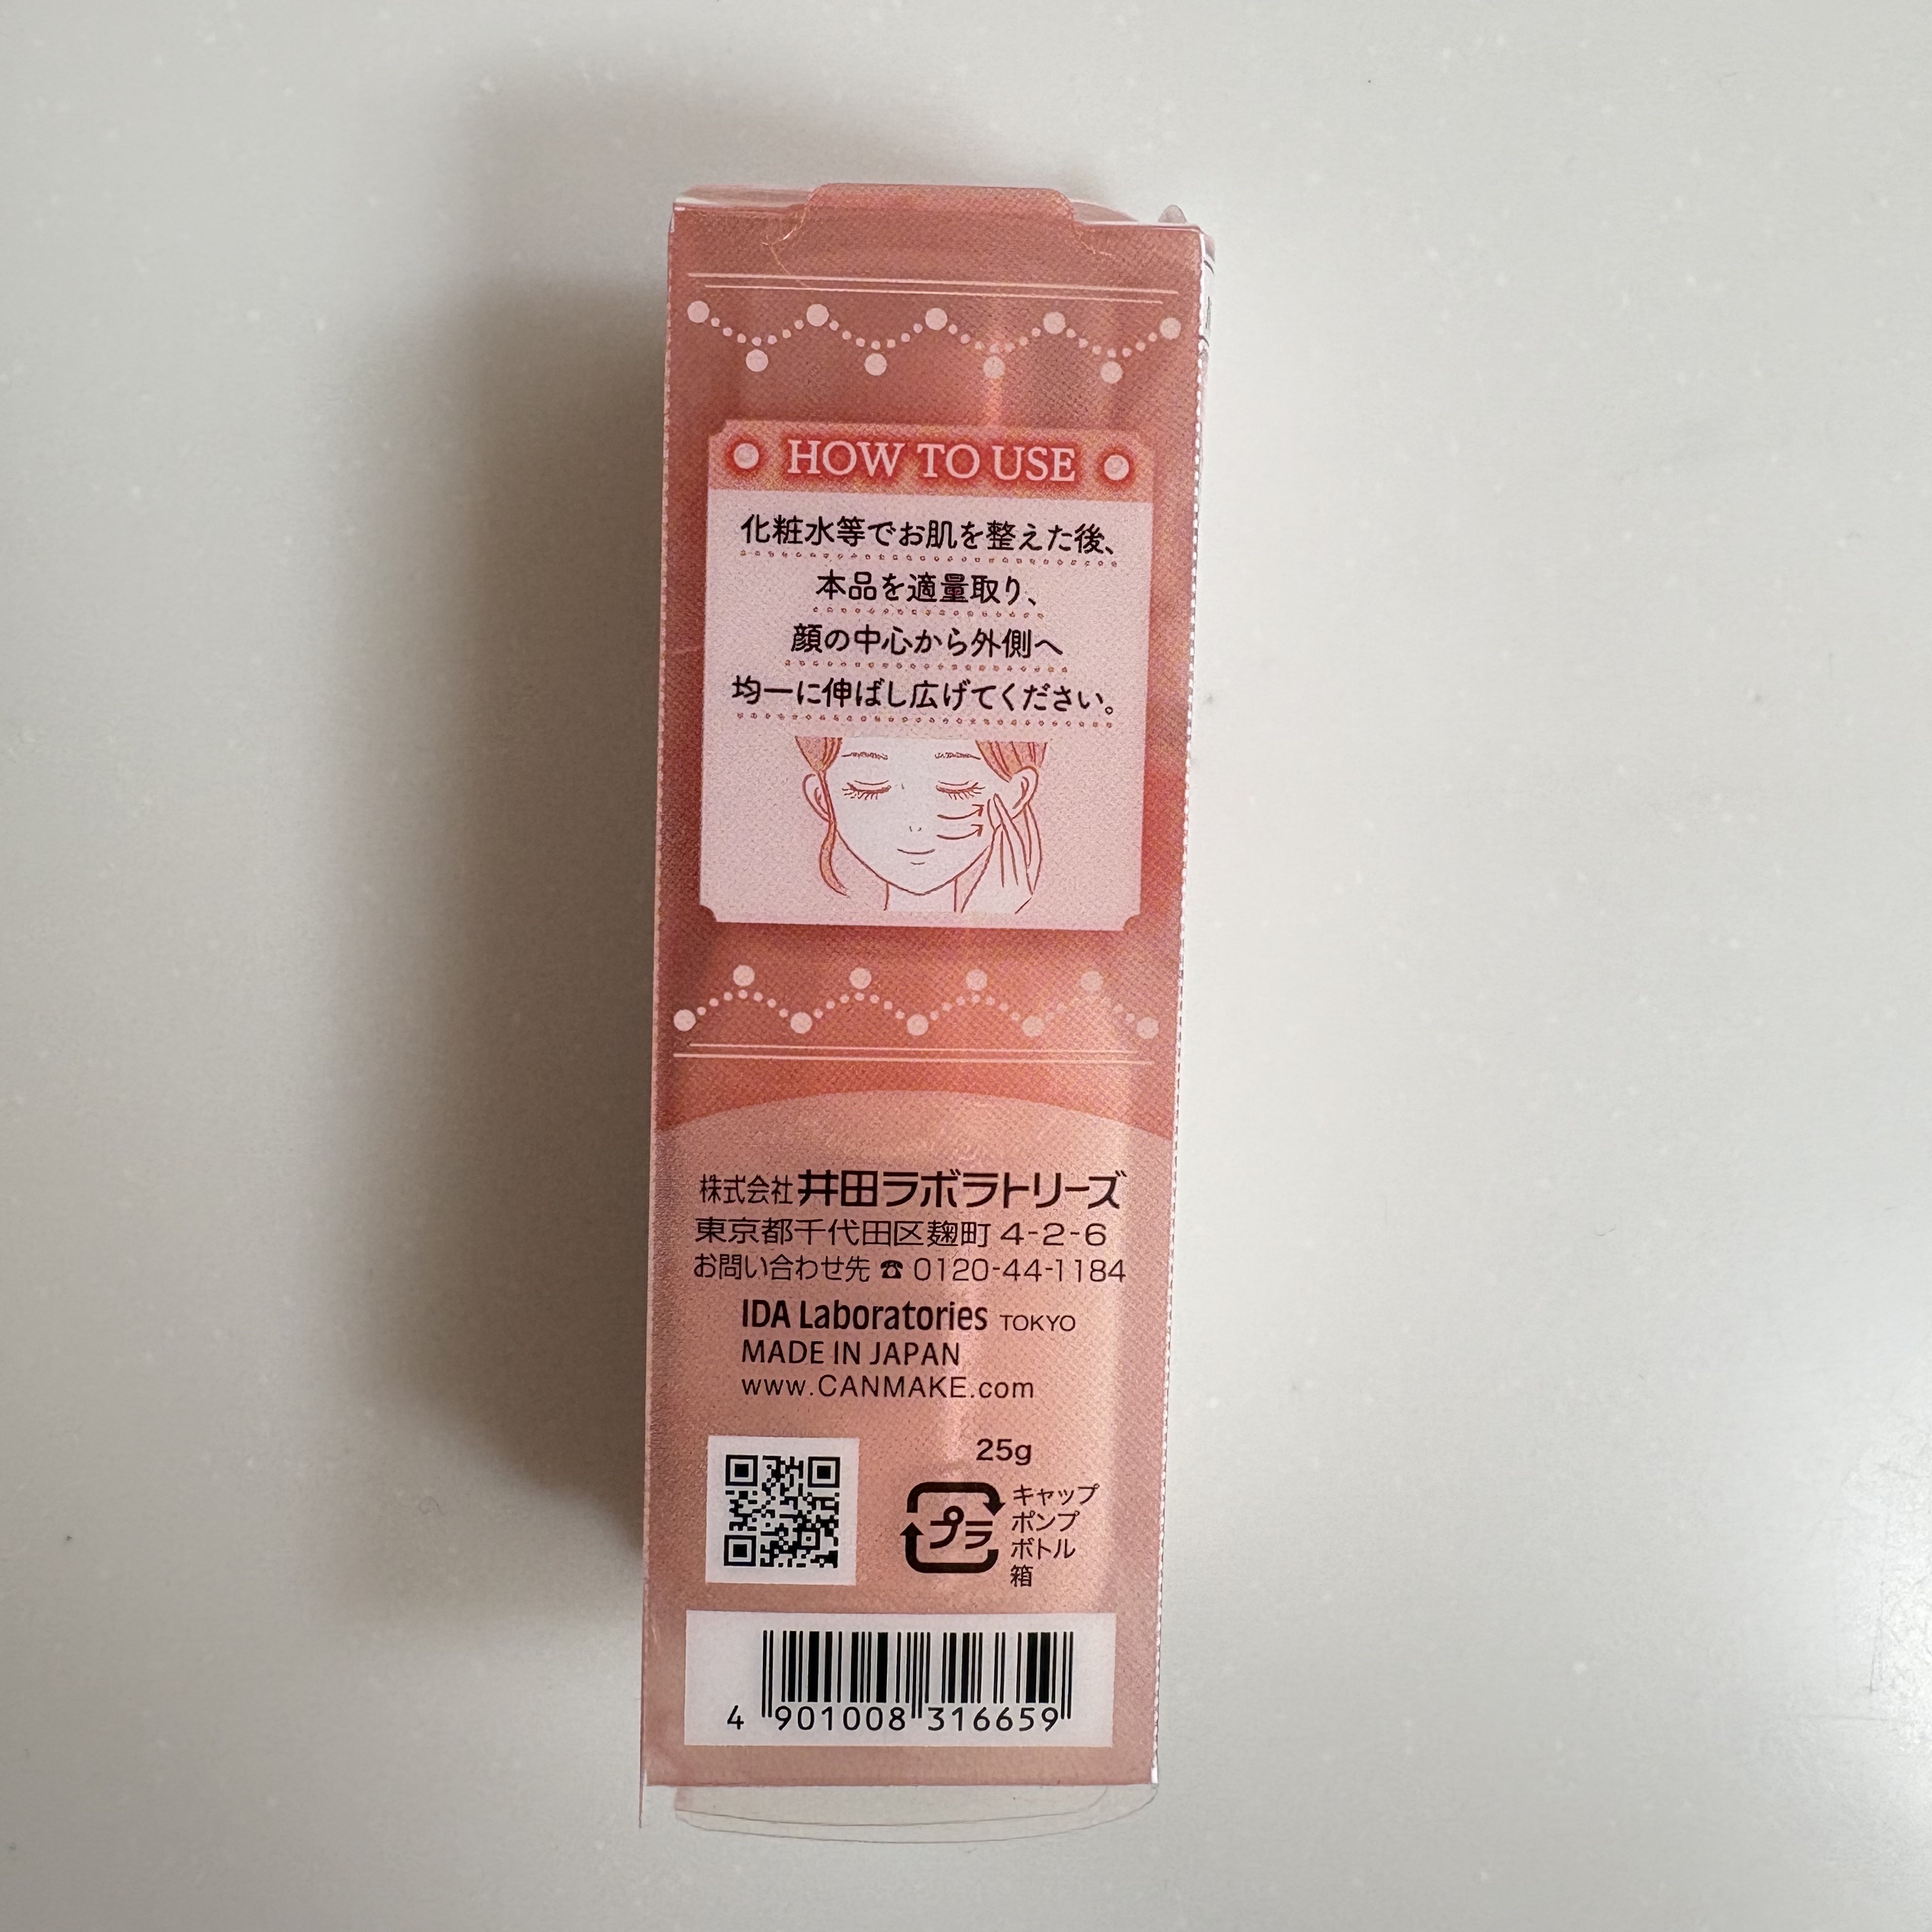 HOW TO USE
化粧水等でお肌を整えた後、
本品を適量取り、
顔の中心から外側へ
均一に伸ばし広げてください。
株式会社 井田ラボラトリーズ
東京都千代田区麹町 4-2-6
お問い合わせ先 ☎ 0120-44-1184
IDA Laboratories TOKYO
MADE IN JAPAN
www.CANMAKE.com
25g
プラ
キャップ
ポンプ
ボトル
箱
4 901008 316659